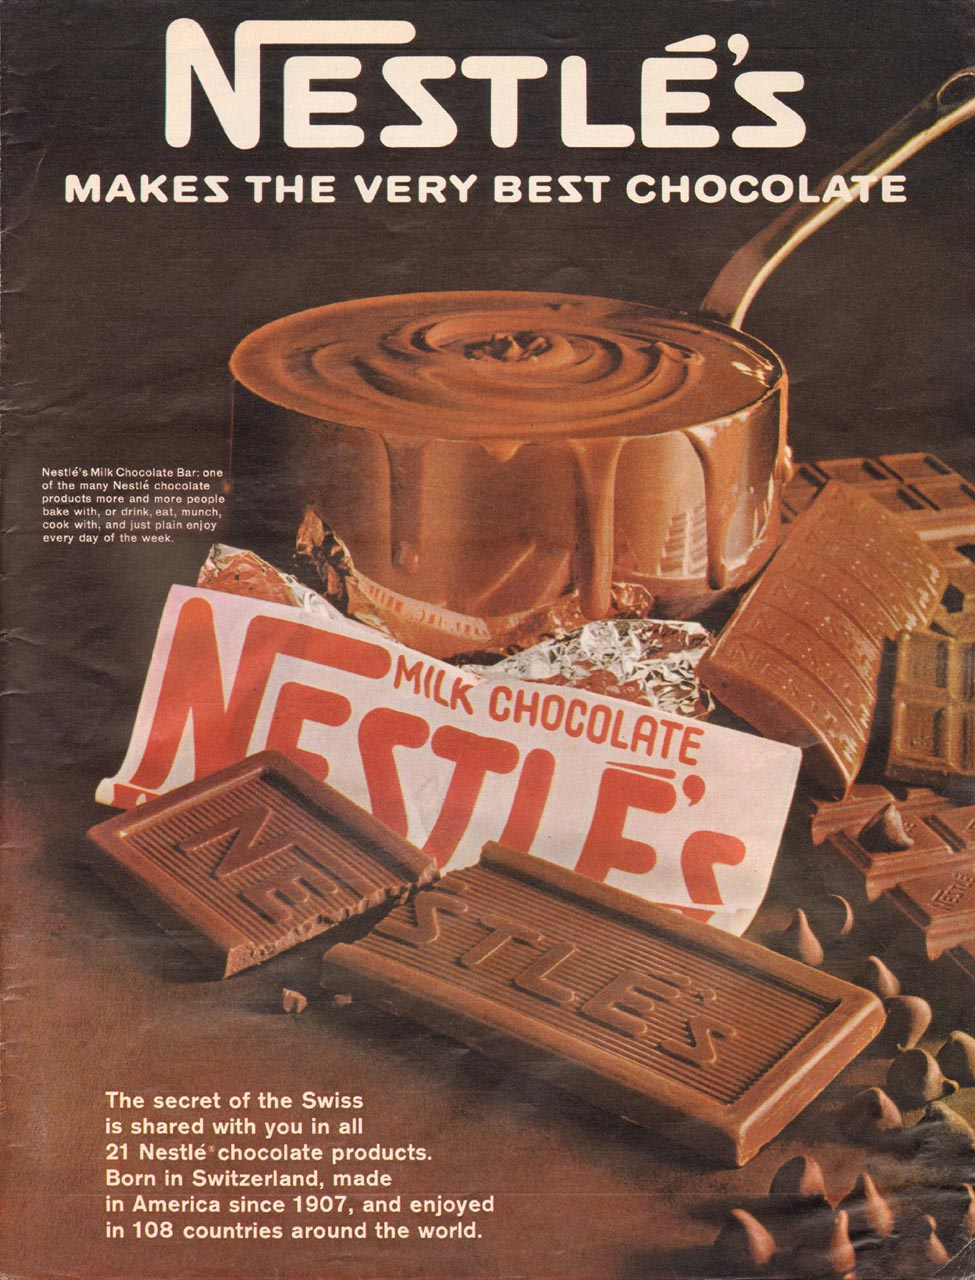 NESTLÉ'S
MAKES THE VERY BEST CHOCOLATE
Nestlé's Milk Chocolate Bar: one
of the many Nestlé chocolate
products more and more people
bake with, or drink, eat, munch,
cook with, and just plain enjoy
every day of the week.
MILK CHOCOLATE
NESTLÉ'S
NE
STLÉ'S
NESTLÉ
The secret of the Swiss
is shared with you in all
21 Nestlé® chocolate products.
Born in Switzerland, made
in America since 1907, and enjoyed
in 108 countries around the world.